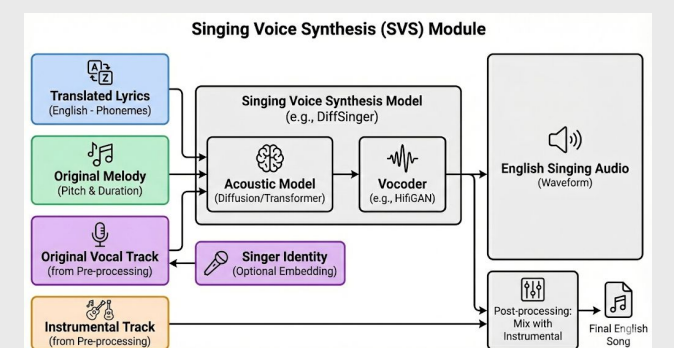 Singing Voice Synthesis (SVS) Module
A
Z
Translated Lyrics
(English - Phonemes)
Original Melody
(Pitch & Duration)
Original Vocal Track
(from Pre-processing)
Instrumental Track
(from Pre-processing)
Singing Voice Synthesis Model
(e.g., DiffSinger)
Acoustic Model
(Diffusion/Transformer)
Vocoder
(e.g., HifiGAN)
Singer Identity
(Optional Embedding)
English Singing Audio
(Waveform)
Post-processing:
Mix with
Instrumental
Final English
Song